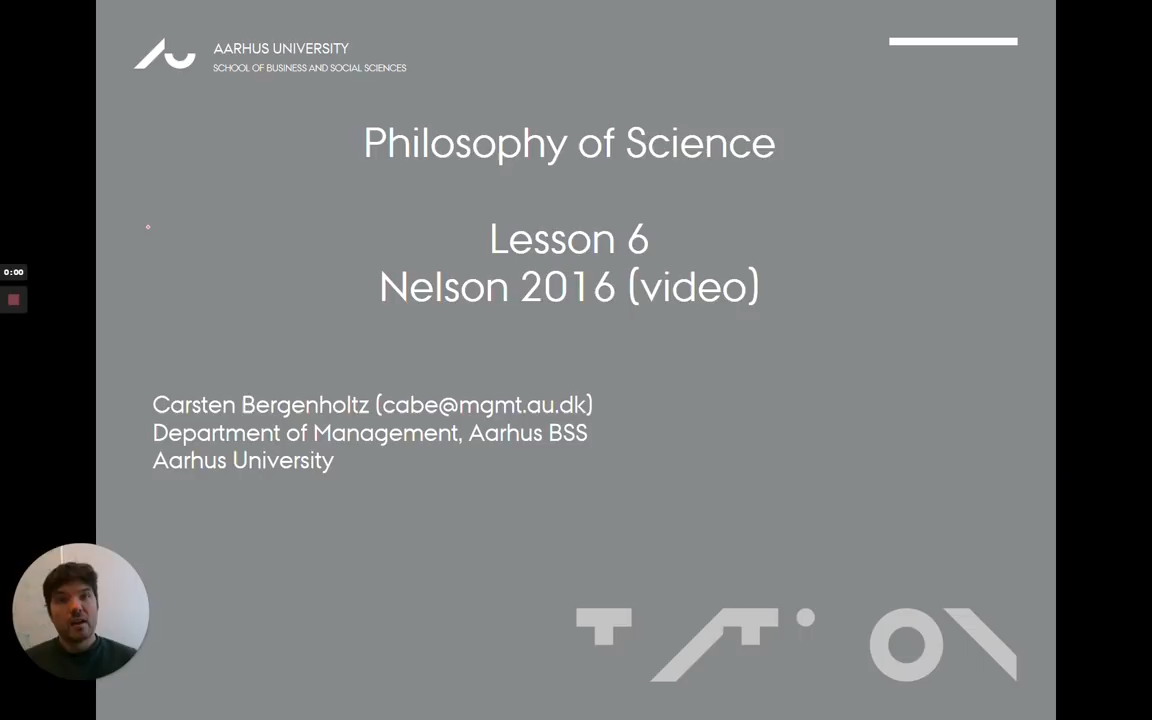 AARHUS UNIVERSITY
SCHOOL OF BUSINESS AND SOCIAL SCIENCES
Philosophy of Science
Lesson 6
Nelson 2016 (video)
0:00
Carsten Bergenholtz (cabe@mgmt.au.dk)
Department of Management, Aarhus BSS
Aarhus University